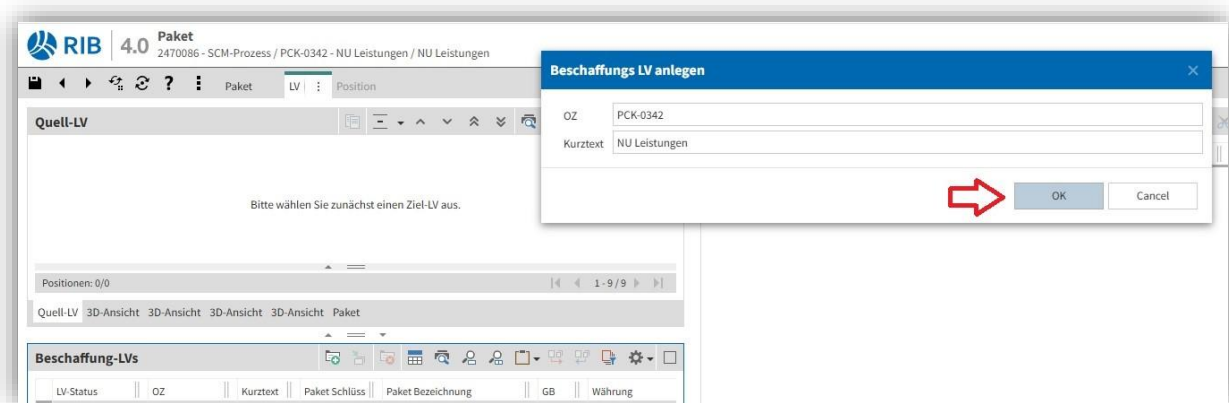 RIB 4.0 Paket
2470086 - SCM-Prozess / PCK-0342 - NU Leistungen / NU Leistungen
Paket LV Position
Quell-LV
Bitte wählen Sie zunächst einen Ziel-LV aus.
Positionen: 0/0 1 - 9 / 9
Quell-LV 3D-Ansicht 3D-Ansicht 3D-Ansicht 3D-Ansicht Paket
Beschaffung-LVs
LV-Status OZ Kurztext Paket Schlüss Paket Bezeichnung GB Währung
Beschaffungs LV anlegen
OZ PCK-0342
Kurztext NU Leistungen
OK Cancel